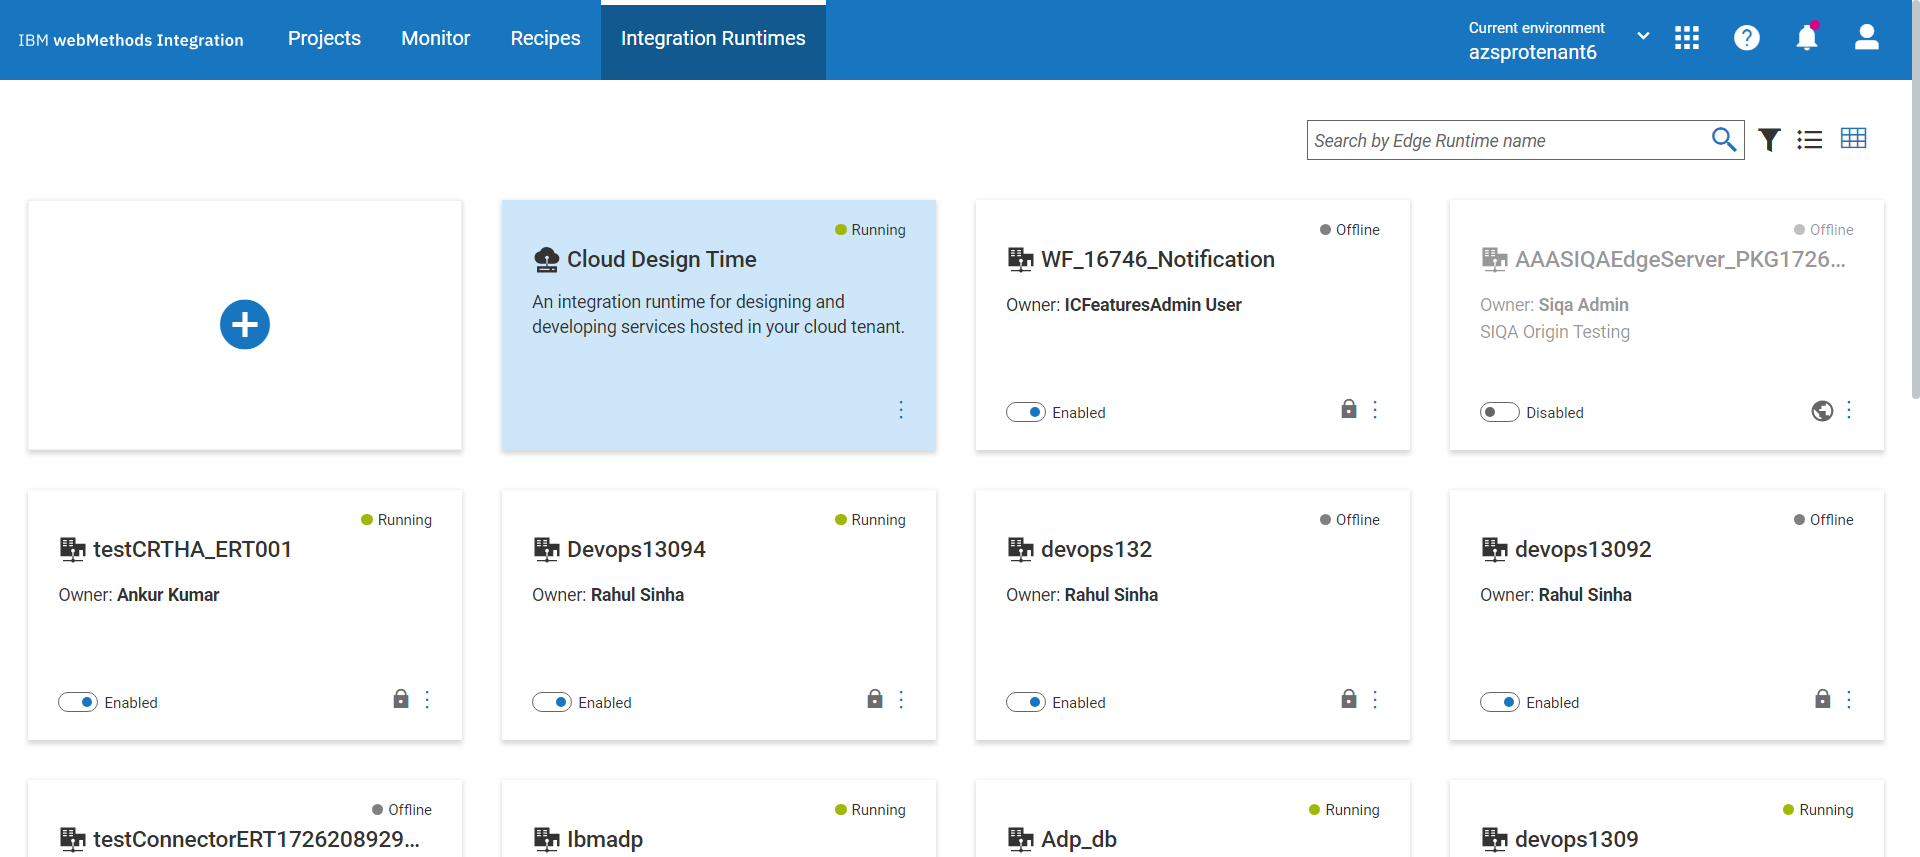 IBM webMethods Integration
Projects
Monitor
Recipes
Integration Runtimes
Current environment
azsprotenant6
Search by Edge Runtime name
Running
Cloud Design Time
An integration runtime for designing and
developing services hosted in your cloud tenant.
Offline
WF_16746_Notification
Owner: ICFeaturesAdmin User
Enabled
Offline
AAASIQAEdgeServer_PKG1726...
Owner: Siqa Admin
SIQA Origin Testing
Disabled
Running
testCRTHA_ERT001
Owner: Ankur Kumar
Enabled
Running
Devops13094
Owner: Rahul Sinha
Enabled
Offline
devops132
Owner: Rahul Sinha
Enabled
Offline
devops13092
Owner: Rahul Sinha
Enabled
Offline
testConnectorERT1726208929...
Running
Ibmadp
Running
Adp_db
Running
devops1309